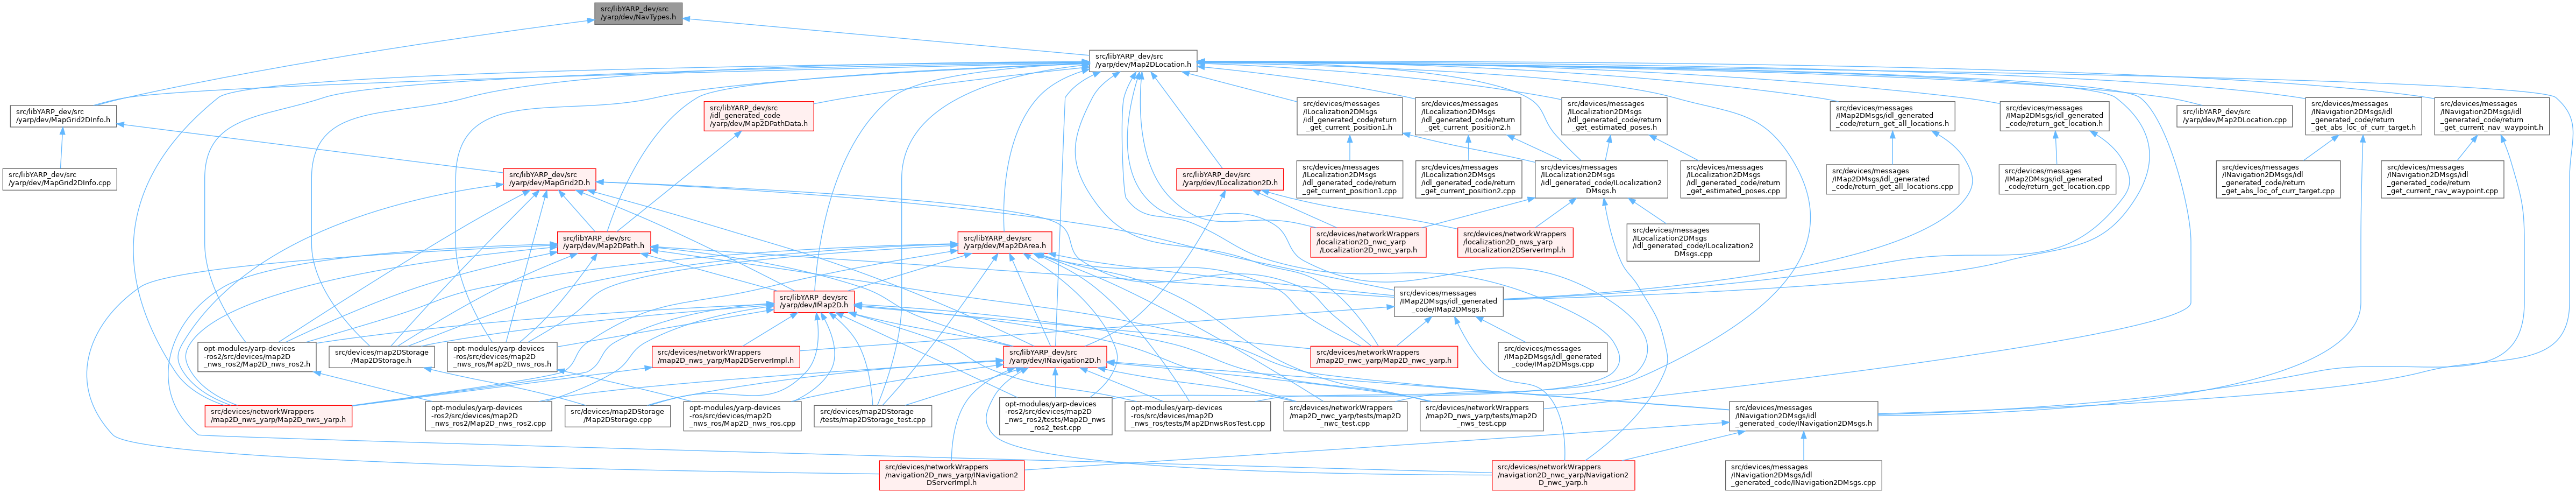 src/libYARP_dev/src
/yarp/dev/NavTypes.h
src/libYARP_dev/src
/yarp/dev/Map2DLocation.h
src/libYARP_dev/src
/yarp/dev/MapGrid2DInfo.h
src/libYARP_dev/src
/idl_generated_code
/yarp/dev/Map2DPathData.h
src/devices/messages
/ILocalization2DMsgs
/idl_generated_code/return
_get_current_position1.h
src/devices/messages
/ILocalization2DMsgs
/idl_generated_code/return
_get_current_position2.h
src/devices/messages
/ILocalization2DMsgs
/idl_generated_code/return
_get_estimated_poses.h
src/devices/messages
/IMap2DMsgs/idl_generated
_code/return_get_all_locations.h
src/devices/messages
/IMap2DMsgs/idl_generated
_code/return_get_location.h
src/libYARP_dev/src
/yarp/dev/Map2DLocation.cpp
src/devices/messages
/INavigation2DMsgs/idl
_generated_code/return
_get_abs_loc_of_curr_target.h
src/devices/messages
/INavigation2DMsgs/idl
_generated_code/return
_get_current_nav_waypoint.h
src/libYARP_dev/src
/yarp/dev/MapGrid2DInfo.cpp
src/libYARP_dev/src
/yarp/dev/MapGrid2D.h
src/devices/messages
/ILocalization2DMsgs
/idl_generated_code/return
_get_current_position1.cpp
src/devices/messages
/ILocalization2DMsgs
/idl_generated_code/return
_get_current_position2.cpp
src/libYARP_dev/src
/yarp/dev/ILocalization2D.h
src/devices/messages
/ILocalization2DMsgs
/idl_generated_code/ILocalization2
DMsgs.h
src/devices/messages
/ILocalization2DMsgs
/idl_generated_code/return
_get_estimated_poses.cpp
src/devices/messages
/IMap2DMsgs/idl_generated
_code/return_get_all_locations.cpp
src/devices/messages
/IMap2DMsgs/idl_generated
_code/return_get_location.cpp
src/devices/messages
/INavigation2DMsgs/idl
_generated_code/return
_get_abs_loc_of_curr_target.cpp
src/devices/messages
/INavigation2DMsgs/idl
_generated_code/return
_get_current_nav_waypoint.cpp
src/libYARP_dev/src
/yarp/dev/Map2DPath.h
src/libYARP_dev/src
/yarp/dev/Map2DArea.h
src/devices/networkWrappers
/localization2D_nwc_yarp
/Localization2D_nwc_yarp.h
src/devices/networkWrappers
/localization2D_nws_yarp
/ILocalization2DServerImpl.h
src/devices/messages
/ILocalization2DMsgs
/idl_generated_code/ILocalization2
DMsgs.cpp
src/libYARP_dev/src
/yarp/dev/IMap2D.h
src/devices/messages
/IMap2DMsgs/idl_generated
_code/IMap2DMsgs.h
opt-modules/yarp-devices
-ros2/src/devices/map2D
_nws_ros2/Map2D_nws_ros2.h
src/devices/map2DStorage
/Map2DStorage.h
opt-modules/yarp-devices
-ros/src/devices/map2D
_nws_ros/Map2D_nws_ros.h
src/devices/networkWrappers
/map2D_nws_yarp/Map2DServerImpl.h
src/libYARP_dev/src
/yarp/dev/INavigation2D.h
src/devices/networkWrappers
/map2D_nwc_yarp/Map2D_nwc_yarp.h
src/devices/messages
/IMap2DMsgs/idl_generated
_code/IMap2DMsgs.cpp
src/devices/networkWrappers
/map2D_nws_yarp/Map2D_nws_yarp.h
opt-modules/yarp-devices
-ros2/src/devices/map2D
_nws_ros2/Map2D_nws_ros2.cpp
src/devices/map2DStorage
/Map2DStorage.cpp
opt-modules/yarp-devices
-ros/src/devices/map2D
_nws_ros/Map2D_nws_ros.cpp
src/devices/map2DStorage
/tests/map2DStorage_test.cpp
opt-modules/yarp-devices
-ros2/src/devices/map2D
_nws_ros2/tests/Map2D_nws
_ros2_test.cpp
opt-modules/yarp-devices
-ros/src/devices/map2D
_nws_ros/tests/Map2DnwsRosTest.cpp
src/devices/networkWrappers
/map2D_nwc_yarp/tests/map2D
_nwc_test.cpp
src/devices/networkWrappers
/map2D_nws_yarp/tests/map2D
_nws_test.cpp
src/devices/messages
/INavigation2DMsgs/idl
_generated_code/INavigation2DMsgs.h
src/devices/networkWrappers
/navigation2D_nws_yarp/INavigation2
DServerImpl.h
src/devices/networkWrappers
/navigation2D_nwc_yarp/Navigation2
D_nwc_yarp.h
src/devices/messages
/INavigation2DMsgs/idl
_generated_code/INavigation2DMsgs.cpp